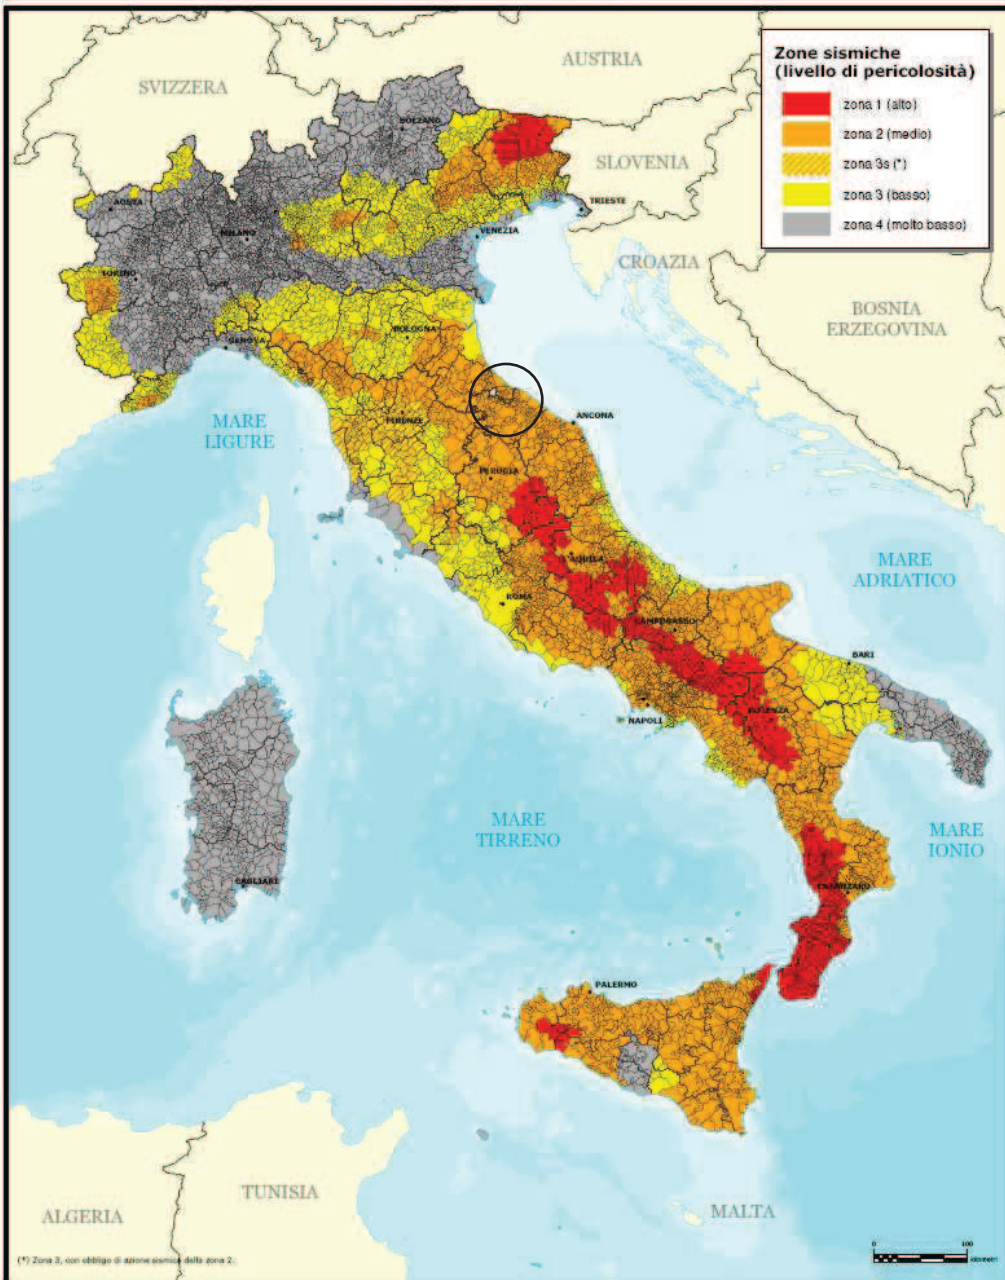 AUSTRIA
SVIZZERA
Zone sismiche
(livello di pericolosità)
zona 1 (alto)
zona 2 (medio)
zona 3s (*)
zona 3 (basso)
zona 4 (molto basso)
BOLZANO
SLOVENIA
AOSTA
TRIESTE
MILANO
VENEZIA
CROAZIA
TORINO
BOSNIA
ERZEGOVINA
BOLOGNA
GENOVA
MARE
LIGURE
FIRENZE
ANCONA
PERUGIA
L'AQUILA
MARE
ADRIATICO
ROMA
CAMPOBASSO
BARI
POTENZA
NAPOLI
MARE
TIRRENO
MARE
IONIO
CAGLIARI
CATANZARO
PALERMO
TUNISIA
ALGERIA
MALTA
(*) Zona 3, con obbligo di azione sismica della zona 2.
0 100
kilometri